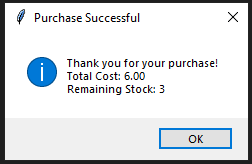 Purchase Successful
Thank you for your purchase!
Total Cost: 6.00
Remaining Stock: 3
OK